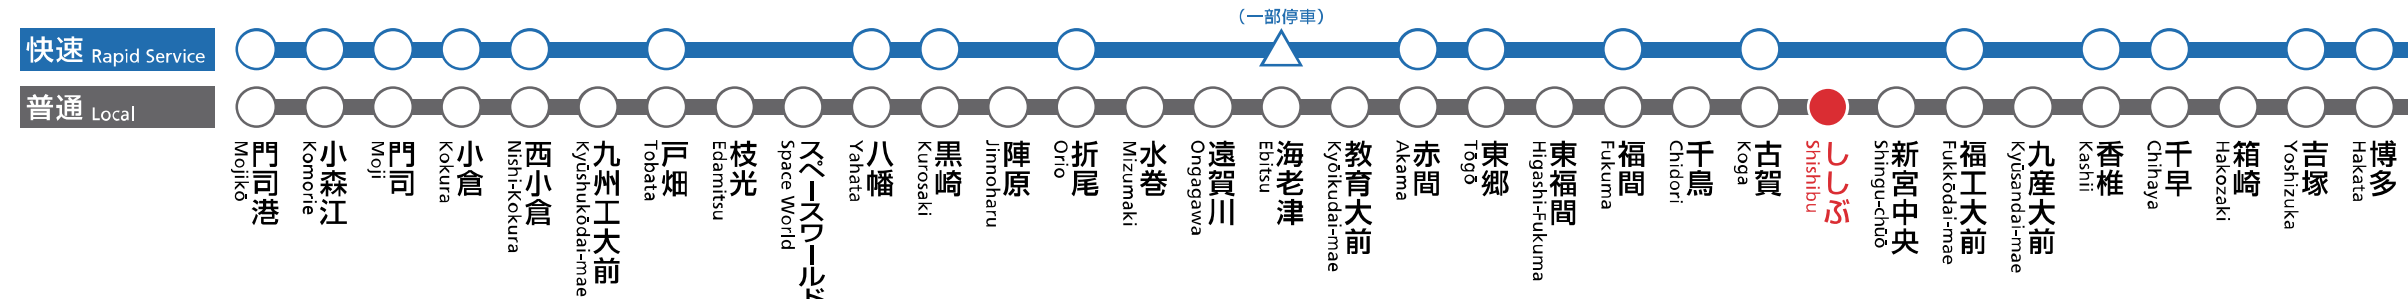 （一部停車）
快速 Rapid Service
普通 Local
門司港
Mojikō
小森江
Komorie
門司
Moji
小倉
Kokura
西小倉
Nishi-Kokura
九州工大前
Kyūshukōdai-mae
戸畑
Tobata
枝光
Edamitsu
スペースワールド
Space World
八幡
Yahata
黒崎
Kurosaki
陣原
Jinnoharu
折尾
Orio
水巻
Mizumaki
遠賀川
Ongagawa
海老津
Ebitsu
教育大前
Kyōikudai-mae
赤間
Akama
東郷
Tōgō
東福間
Higashi-Fukuma
福間
Fukuma
千鳥
Chidori
古賀
Koga
ししぶ
Shishibu
新宮中央
Shingu-chūō
福工大前
Fukkōdai-mae
九産大前
Kyūsandai-mae
香椎
Kashii
千早
Chihaya
箱崎
Hakozaki
吉塚
Yoshizuka
博多
Hakata